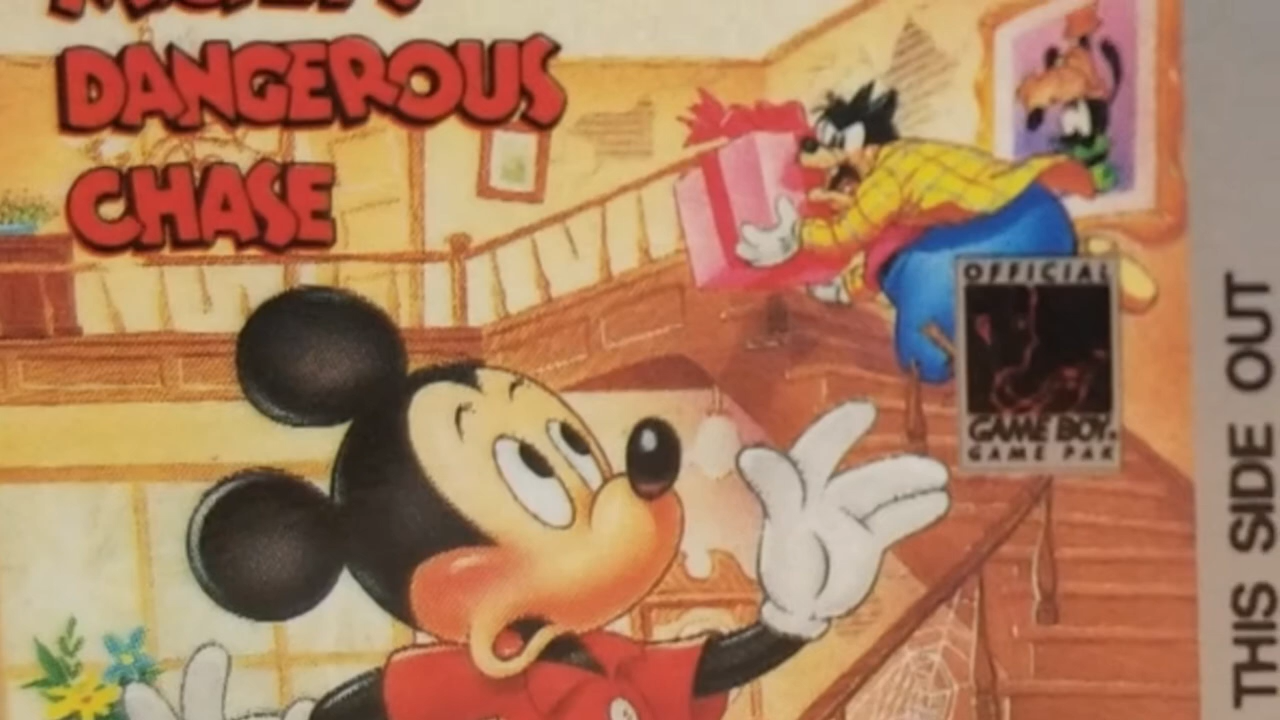 DANGEROUS
CHASE
OFFICIAL
GAME BOY.
GAME PAK
THIS SIDE OUT